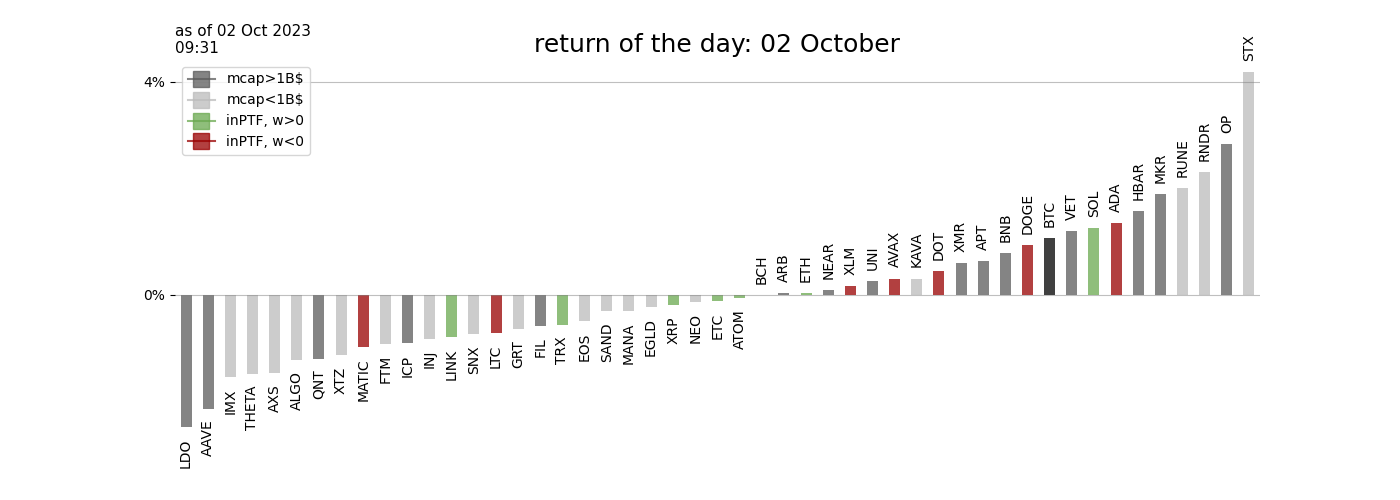 as of 02 Oct 2023
09:31
return of the day: 02 October
4%
0%
mcap>1B$
mcap<1B$
inPTF, w>0
inPTF, w<0
LDO
AAVE
IMX
THETA
AXS
ALGO
QNT
XTZ
MATIC
FTM
ICP
INJ
LINK
SNX
LTC
GRT
FIL
TRX
EOS
SAND
MANA
EGLD
XRP
NEO
ETC
ATOM
BCH
ARB
ETH
NEAR
XLM
UNI
AVAX
KAVA
DOT
XMR
APT
BNB
DOGE
BTC
VET
SOL
ADA
HBAR
MKR
RUNE
RNDR
OP
STX